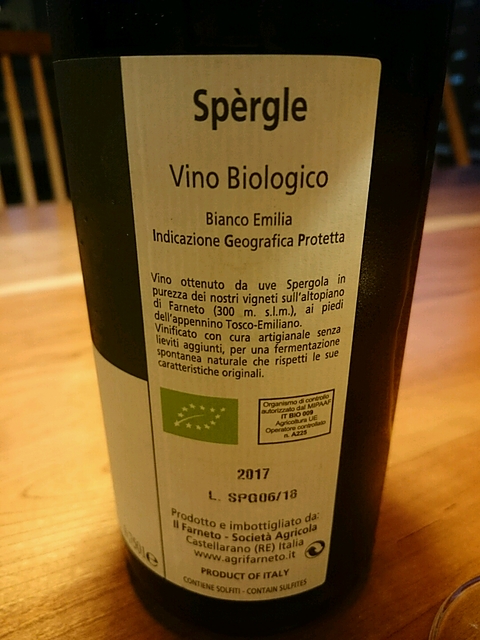 Spèrgle
Vino Biologico
Bianco Emilia
Indicazione Geografica Protetta
Vino ottenuto da uve Spergola in
purezza dei nostri vigneti sull'altopiano
di Farneto (300 m. s.l.m.), ai piedi
dell'appennino Tosco-Emiliano.
Vinificato con cura artigianale senza
lieviti aggiunti, per una fermentazione
spontanea naturale che rispetti le sue
caratteristiche originali.
Organismo di controllo
autorizzato dal MIPAAF
IT BIO 009
Agricoltura UE
Operatore controllato
n. A225
2017
L. SPG06/18
Prodotto e imbottigliato da:
Il Farneto - Società Agricola
Castellarano (RE) Italia
www.agrifarneto.it
PRODUCT OF ITALY
CONTIENE SOLFITI - CONTAIN SULFITES